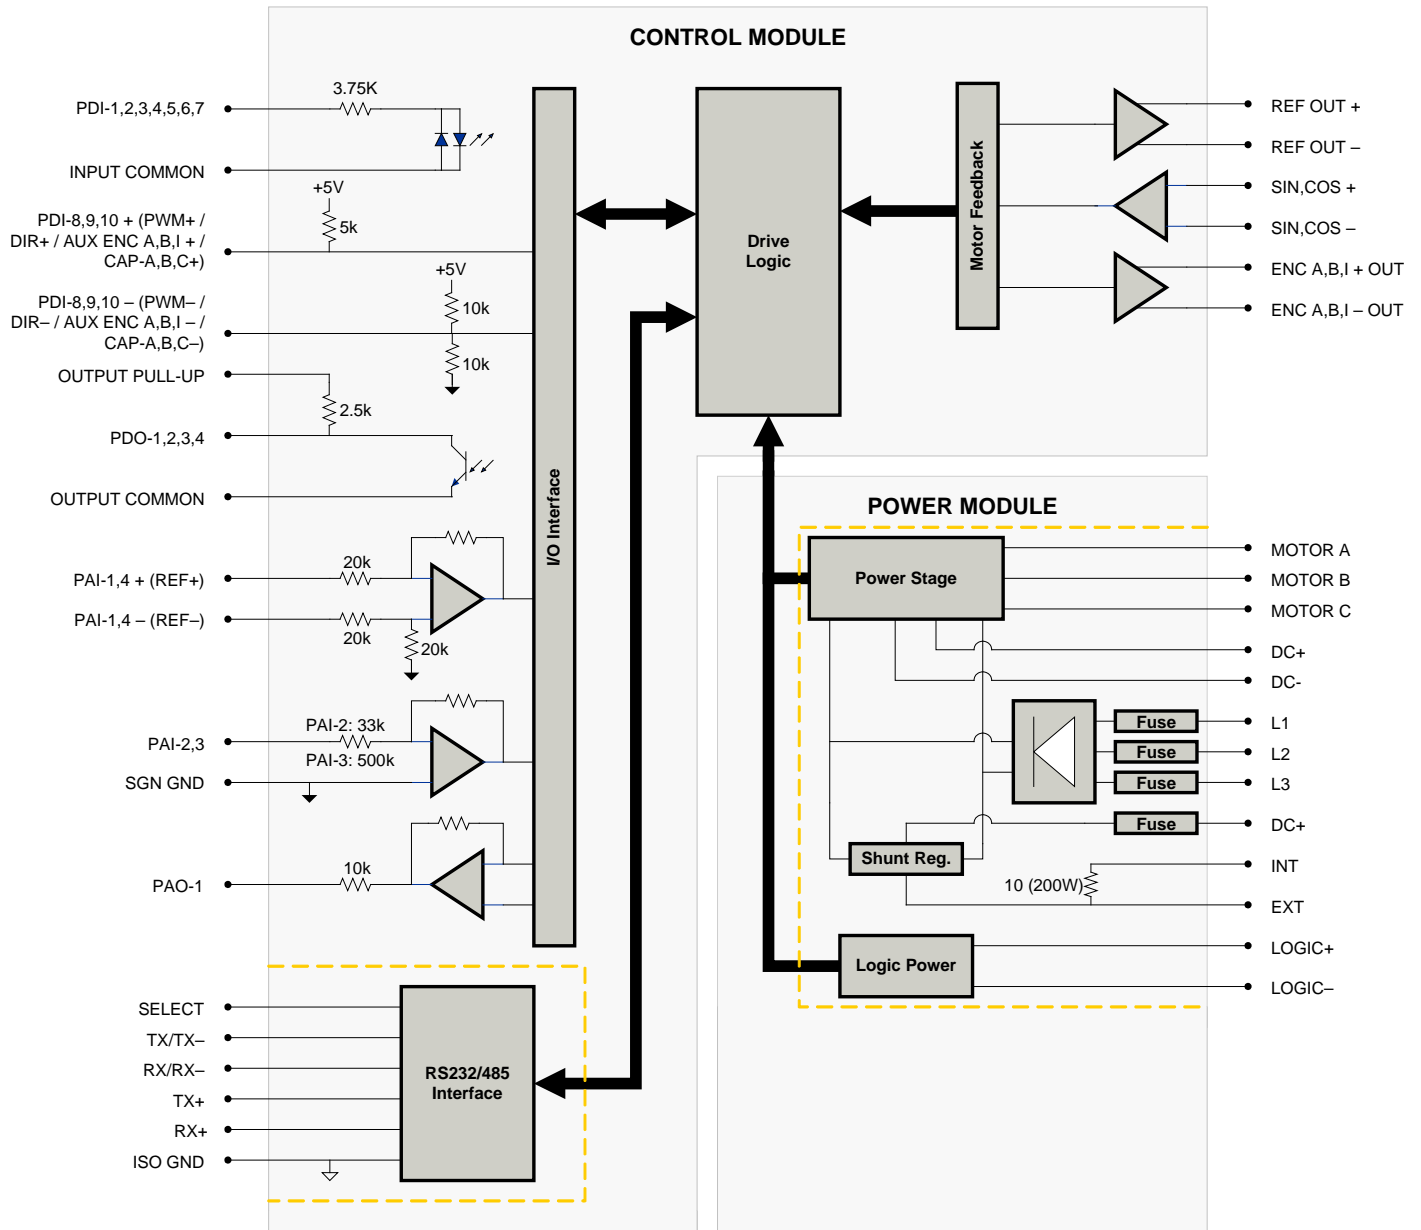 CONTROL MODULE
PDI-1,2,3,4,5,6,7
3.75K
INPUT COMMON
+5V
5k
PDI-8,9,10 + (PWM+ /
DIR+ / AUX ENC A,B,I + /
CAP-A,B,C+)
+5V
10k
10k
PDI-8,9,10 – (PWM– /
DIR– / AUX ENC A,B,I – /
CAP-A,B,C–)
OUTPUT PULL-UP
2.5k
PDO-1,2,3,4
OUTPUT COMMON
PAI-1,4 + (REF+)
20k
PAI-1,4 – (REF–)
20k
20k
PAI-2: 33k
PAI-2,3
PAI-3: 500k
SGN GND
10k
PAO-1
I/O Interface
SELECT
TX/TX–
RX/RX–
TX+
RX+
ISO GND
RS232/485
Interface
Drive
Logic
Motor Feedback
REF OUT +
REF OUT –
SIN,COS +
SIN,COS –
ENC A,B,I + OUT
ENC A,B,I – OUT
POWER MODULE
Power Stage
MOTOR A
MOTOR B
MOTOR C
DC+
DC-
Fuse
L1
Fuse
L2
Fuse
L3
Fuse
DC+
Shunt Reg.
10 (200W)
INT
EXT
Logic Power
LOGIC+
LOGIC–